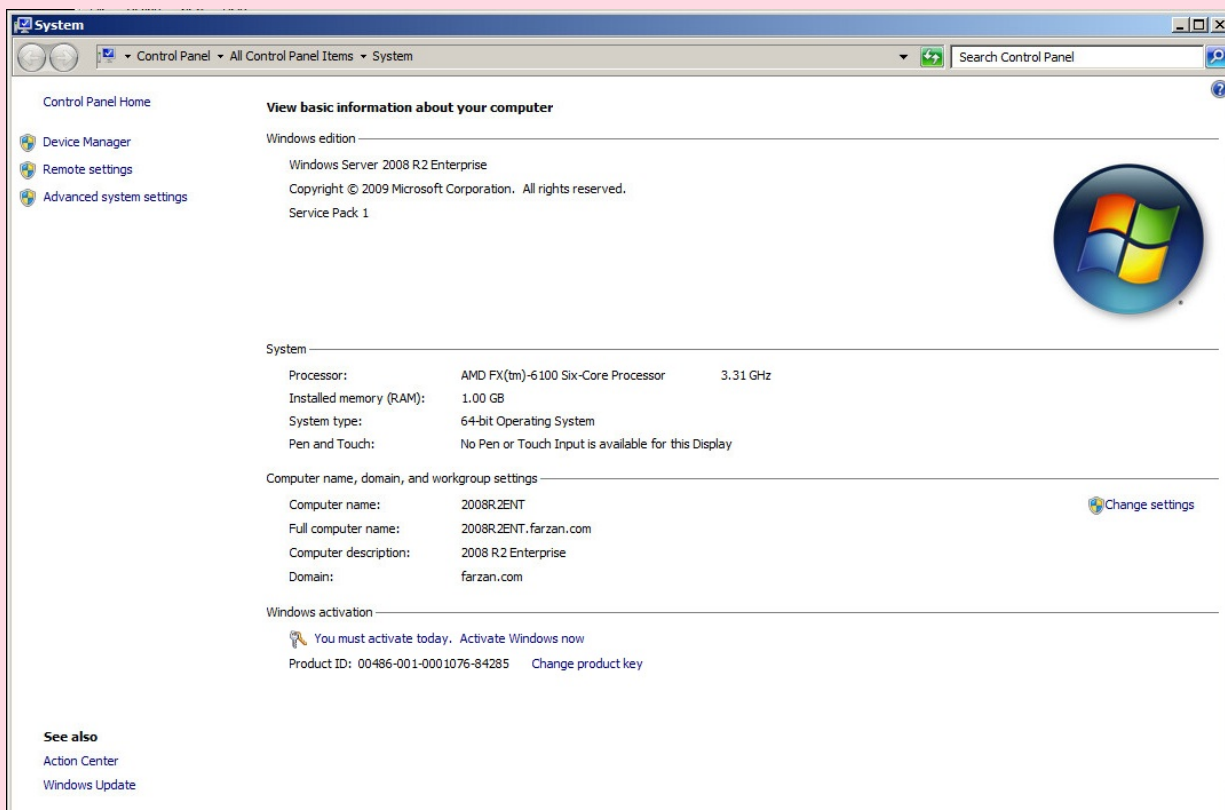 System
Control Panel All Control Panel Items System
Search Control Panel
Control Panel Home
Device Manager
Remote settings
Advanced system settings
See also
Action Center
Windows Update
View basic information about your computer
Windows edition
Windows Server 2008 R2 Enterprise
Copyright © 2009 Microsoft Corporation. All rights reserved.
Service Pack 1
System
Processor: AMD FX(tm)-6100 Six-Core Processor 3.31 GHz
Installed memory (RAM): 1.00 GB
System type: 64-bit Operating System
Pen and Touch: No Pen or Touch Input is available for this Display
Computer name, domain, and workgroup settings
Computer name: 2008R2ENT
Change settings
Full computer name: 2008R2ENT.farzan.com
Computer description: 2008 R2 Enterprise
Domain: farzan.com
Windows activation
You must activate today. Activate Windows now
Product ID: 00486-001-0001076-84285 Change product key